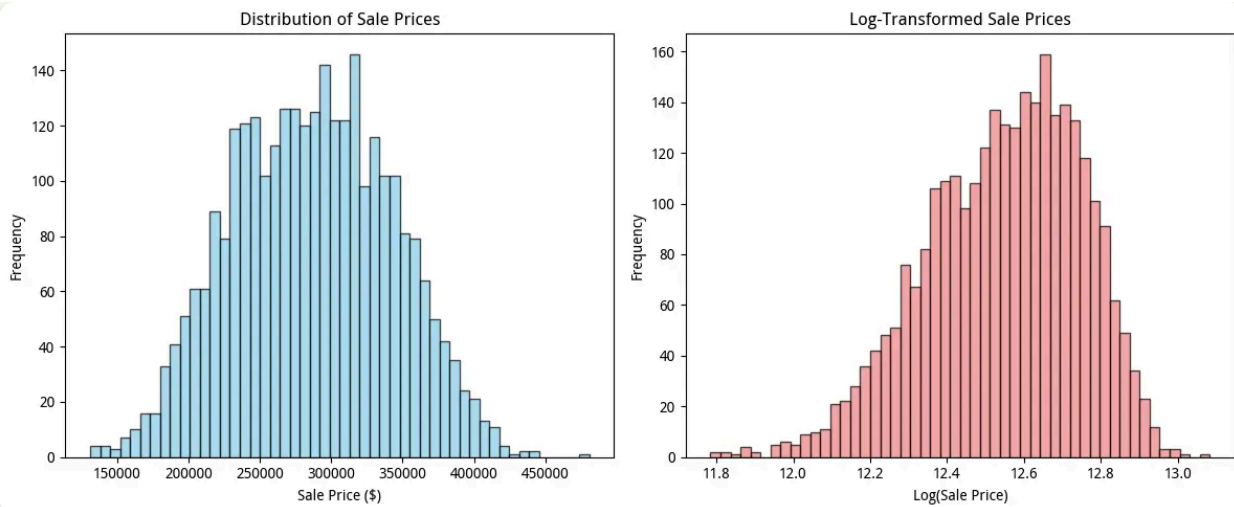 Distribution of Sale Prices
140
120
100
80
60
40
20
0
Frequency
150000 200000 250000 300000 350000 400000 450000
Sale Price ($)
Log-Transformed Sale Prices
160
140
120
100
80
60
40
20
0
Frequency
11.8 12.0 12.2 12.4 12.6 12.8 13.0
Log(Sale Price)